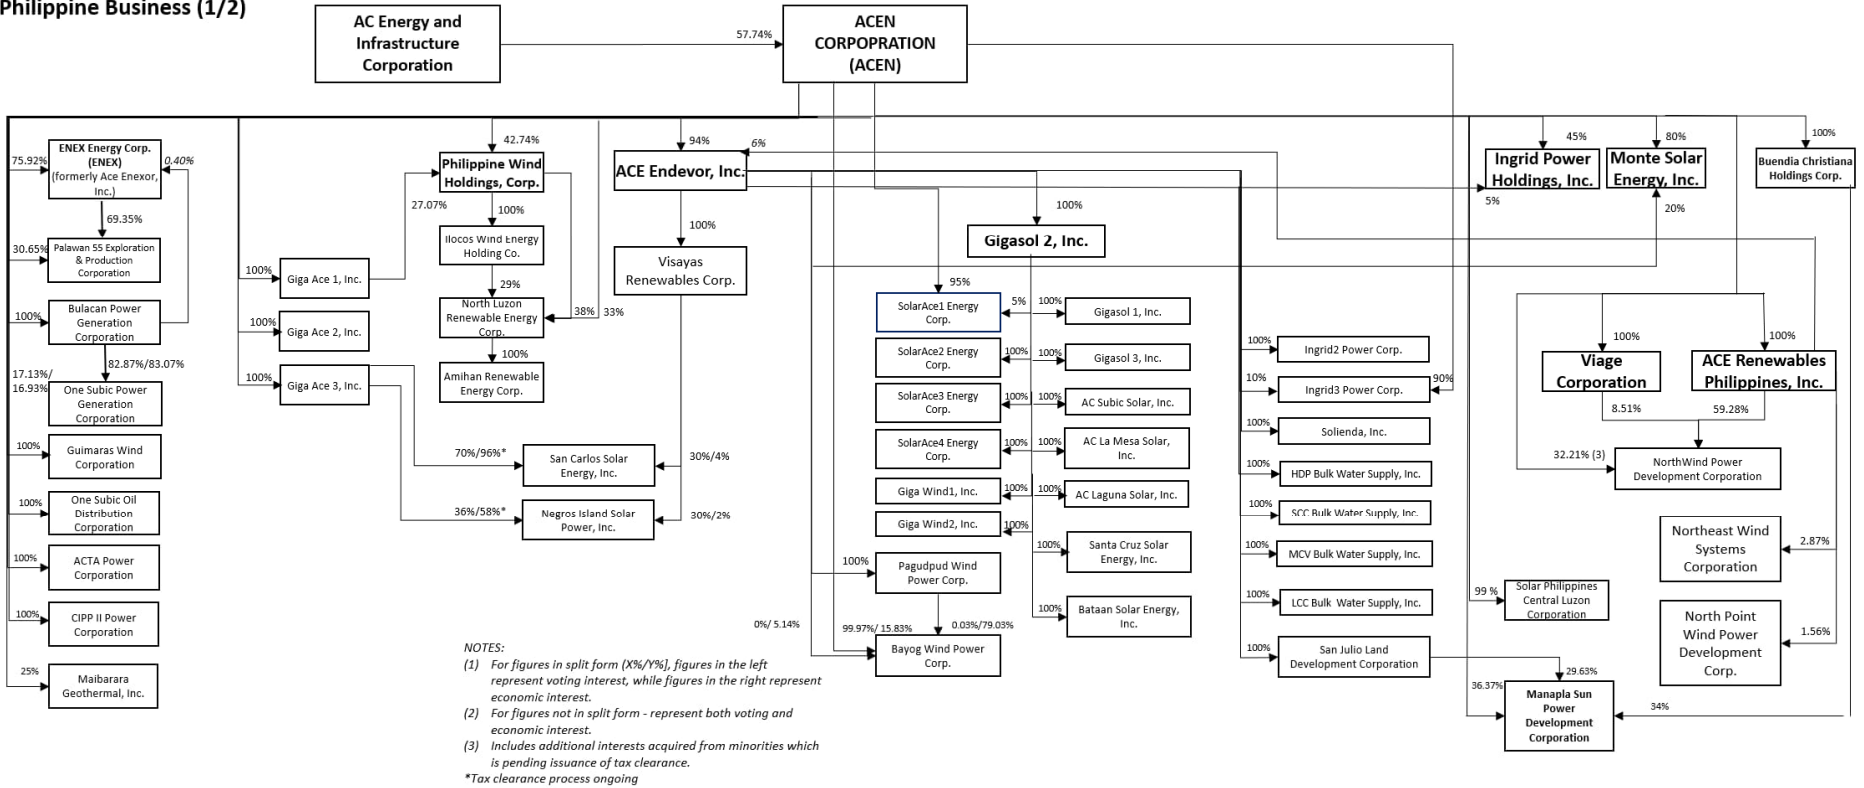 Philippine Business (1/2)
AC Energy and
Infrastructure
Corporation
57.74%
ACEN
CORPOPRATION
(ACEN)
75.92%
ENEX Energy Corp.
(ENEX)
(formerly Ace Enexor,
Inc.)
0.40%
69.35%
30.65%
Palawan 55 Exploration
& Production
Corporation
100%
Bulacan Power
Generation
Corporation
82.87%/83.07%
17.13%/
16.93%
One Subic Power
Generation
Corporation
100%
Guimaras Wind
Corporation
100%
One Subic Oil
Distribution
Corporation
100%
ACTA Power
Corporation
100%
CIPP II Power
Corporation
25%
Maibarara
Geothermal, Inc.
100%
Giga Ace 1, Inc.
100%
Giga Ace 2, Inc.
100%
Giga Ace 3, Inc.
27.07%
42.74%
Philippine Wind
Holdings, Corp.
100%
Ilocos Wind Energy
Holding Co.
29%
North Luzon
Renewable Energy
Corp.
38%
33%
100%
Amihan Renewable
Energy Corp.
70%/96%*
San Carlos Solar
Energy, Inc.
30%/4%
36%/58%*
Negros Island Solar
Power, Inc.
30%/2%
94%
6%
ACE Endevor, Inc.
100%
Visayas
Renewables Corp.
100%
Gigasol 2, Inc.
95%
SolarAce1 Energy
Corp.
5%
100%
Gigasol 1, Inc.
SolarAce2 Energy
Corp.
100%
100%
Gigasol 3, Inc.
SolarAce3 Energy
Corp.
100%
100%
AC Subic Solar, Inc.
SolarAce4 Energy
Corp.
100%
100%
AC La Mesa Solar,
Inc.
Giga Wind1, Inc.
100%
100%
AC Laguna Solar, Inc.
Giga Wind2, Inc.
100%
100%
Santa Cruz Solar
Energy, Inc.
100%
Pagudpud Wind
Power Corp.
100%
Bataan Solar Energy,
Inc.
0%/ 5.14%
99.97%/ 15.83%
0.03%/79.03%
Bayog Wind Power
Corp.
100%
Ingrid2 Power Corp.
10%
Ingrid3 Power Corp.
90%
100%
Solienda, Inc.
100%
HDP Bulk Water Supply, Inc.
100%
SCC Bulk Water Supply, Inc.
100%
MCV Bulk Water Supply, Inc.
100%
LCC Bulk Water Supply, Inc.
100%
San Julio Land
Development Corporation
45%
Ingrid Power
Holdings, Inc.
5%
80%
Monte Solar
Energy, Inc.
20%
100%
Buendia Christiana
Holdings Corp.
100%
Viage
Corporation
8.51%
100%
ACE Renewables
Philippines, Inc.
59.28%
32.21% (3)
NorthWind Power
Development Corporation
Northeast Wind
Systems
Corporation
2.87%
99 %
Solar Philippines
Central Luzon
Corporation
North Point
Wind Power
Development
Corp.
1.56%
29.63%
36.37%
Manapla Sun
Power
Development
Corporation
34%
NOTES:
(1) For figures in split form (X%/Y%], figures in the left
represent voting interest, while figures in the right represent
economic interest.
(2) For figures not in split form - represent both voting and
economic interest.
(3) Includes additional interests acquired from minorities which
is pending issuance of tax clearance.
*Tax clearance process ongoing